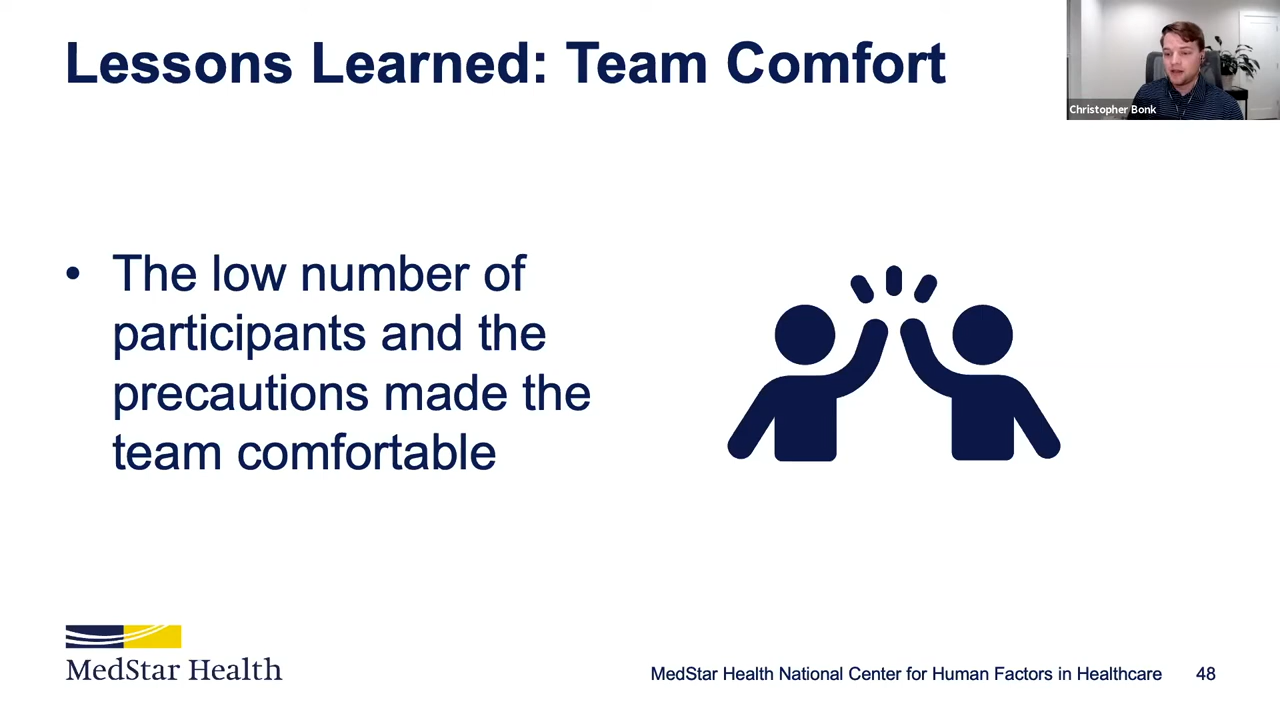 Lessons Learned: Team Comfort
Christopher Bonk
• The low number of
participants and the
precautions made the
team comfortable
MedStar Health
MedStar Health National Center for Human Factors in Healthcare 48